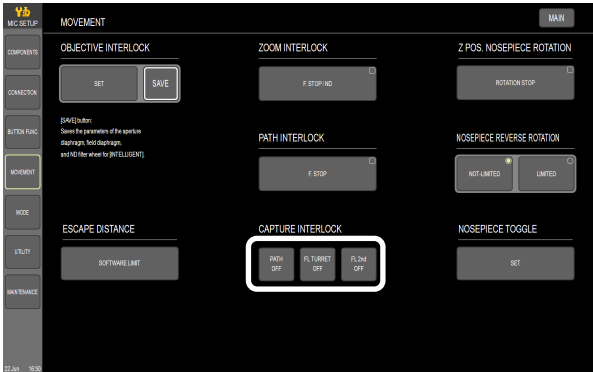 MIC SETUP
MOVEMENT
MAIN
COMPONENTS
CONNECTION
BUTTON FUNC
MOVEMENT
MODE
UTILITY
MAINTENANCE
22.Jun 16:50
OBJECTIVE INTERLOCK
SET
SAVE
[SAVE] button:
Saves the parameters of the aperture
diaphragm, field diaphragm,
and ND filter wheel for [INTELLIGENT].
ESCAPE DISTANCE
SOFTWARE LIMIT
ZOOM INTERLOCK
F. STOP / ND
PATH INTERLOCK
F. STOP
CAPTURE INTERLOCK
PATH
OFF
FL TURRET
OFF
FL 2nd
OFF
Z POS. NOSEPIECE ROTATION
ROTATION STOP
NOSEPIECE REVERSE ROTATION
NOT-LIMITED
LIMITED
NOSEPIECE TOGGLE
SET